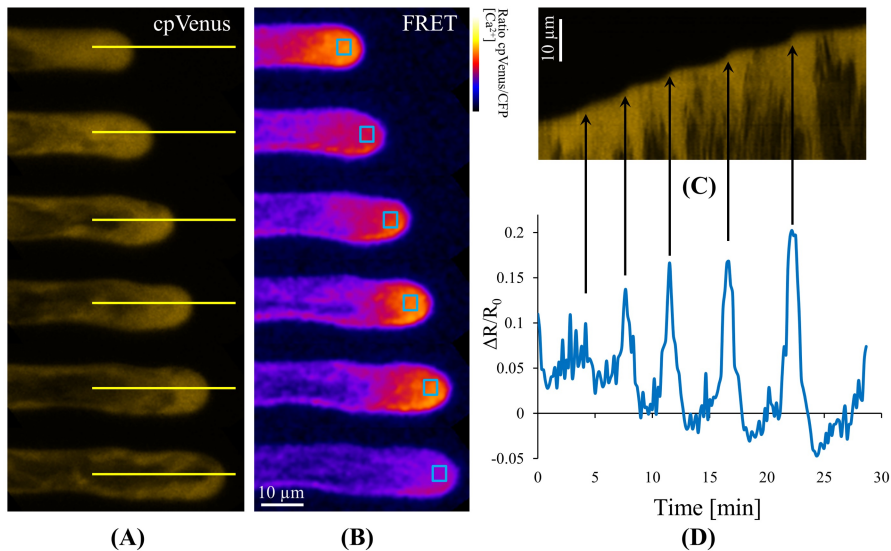 cpVenus
FRET
Ratio cpVenus/CFP
[Ca²⁺]
10 µm
10 µm
(C)
ΔR/R₀
0.2
0.15
0.1
0.05
0
-0.05
0
5
10
15
20
25
30
Time [min]
(A)
(B)
(D)